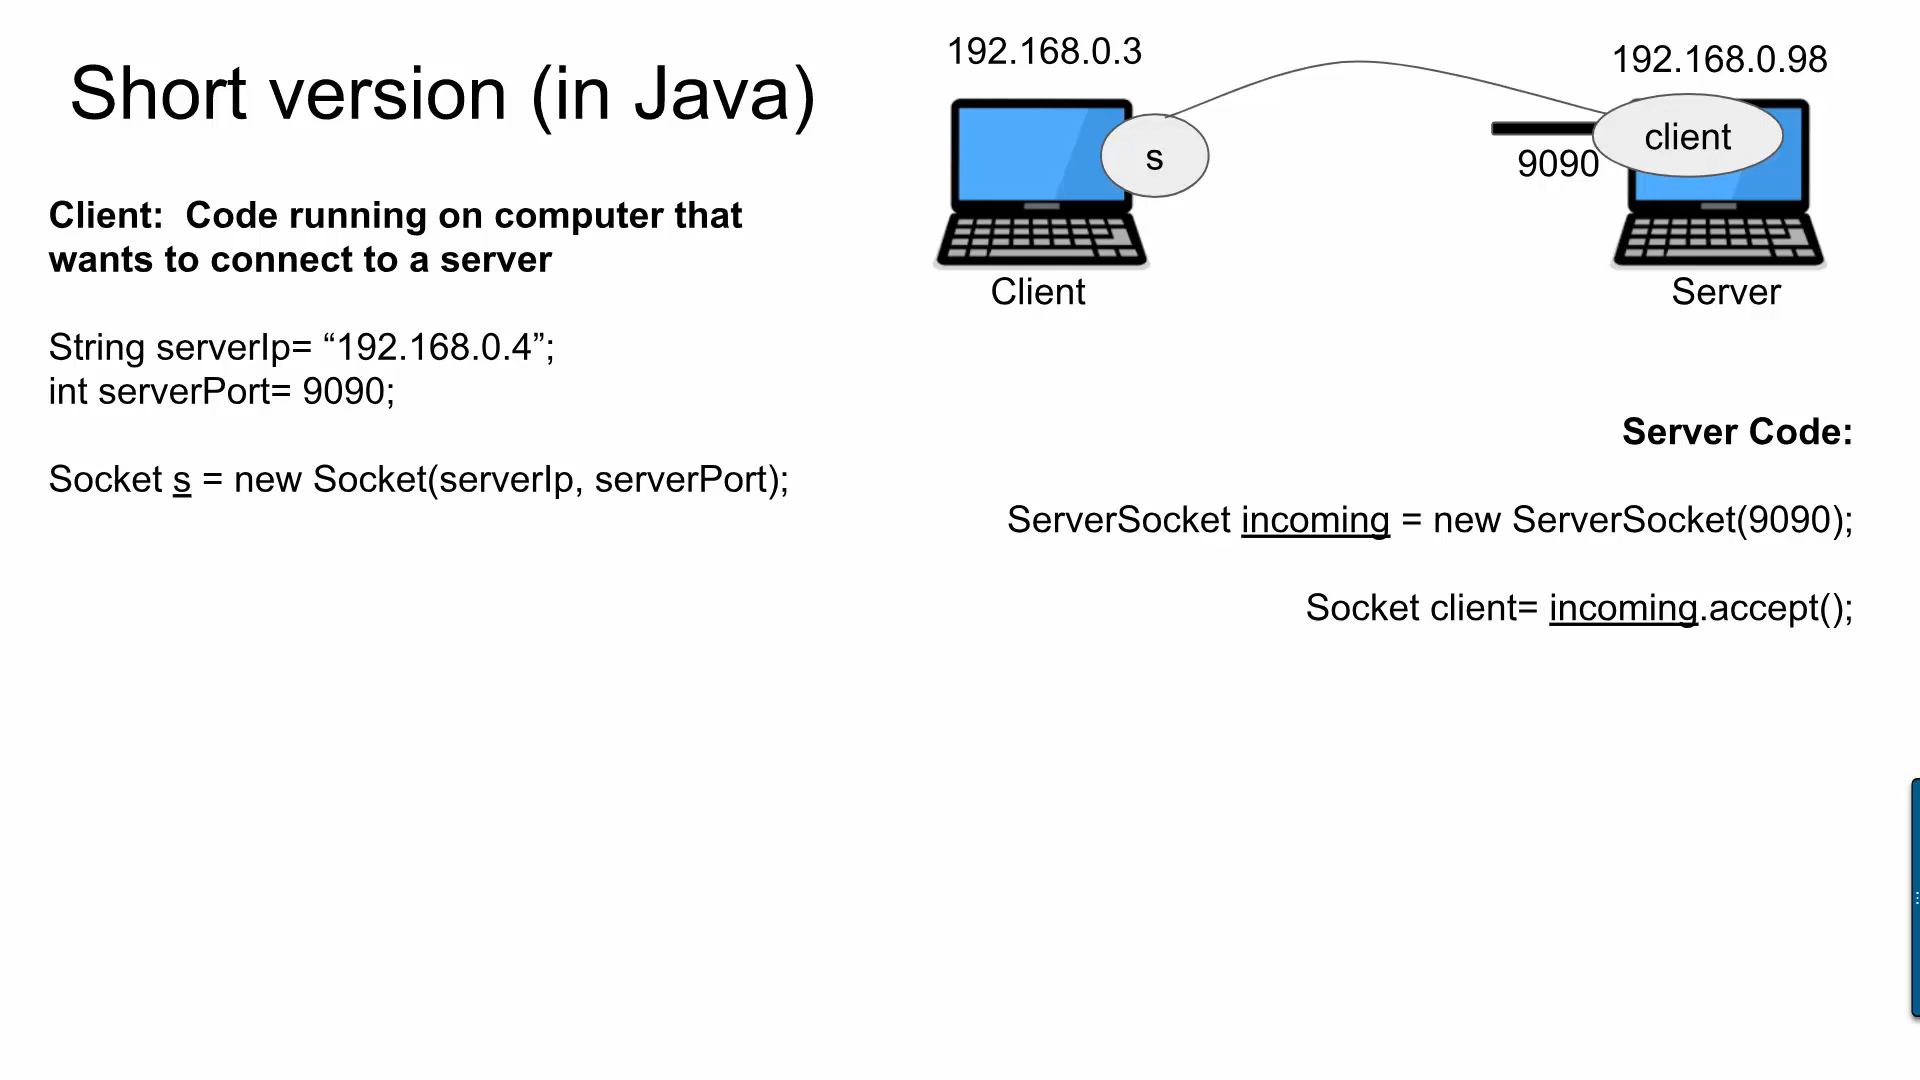 Short version (in Java)
Client:  Code running on computer that
wants to connect to a server
String serverIp= “192.168.0.4”;
int serverPort= 9090;
Socket s = new Socket(serverIp, serverPort);
192.168.0.3
192.168.0.98
s
client
9090
Client
Server
Server Code:
ServerSocket incoming = new ServerSocket(9090);
Socket client= incoming.accept();